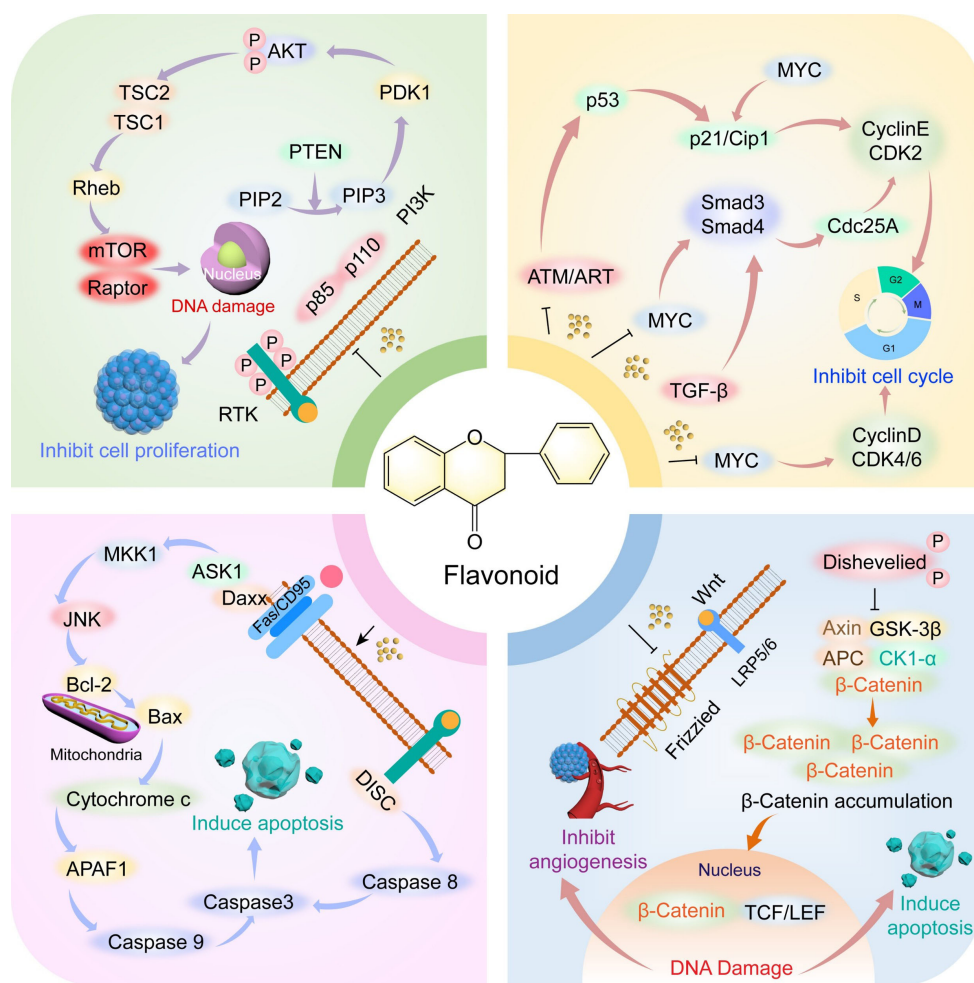 P
P
AKT
TSC2
TSC1
PDK1
PTEN
Rheb
PIP2
PIP3
PI3K
mTOR
Raptor
Nucleus
DNA damage
p85
p110
P
P
P
P
P
RTK
Inhibit cell proliferation
MYC
p53
p21/Cip1
CyclinE
CDK2
Smad3
Smad4
Cdc25A
ATM/ART
MYC
G2
S
M
G1
TGF-β
Inhibit cell cycle
CyclinD
CDK4/6
MYC
O
O
Flavonoid
MKK1
ASK1
Daxx
Fas/CD95
JNK
Bcl-2
Bax
Mitochondria
Cytochrome c
Induce apoptosis
DISC
APAF1
Caspase 8
Caspase3
Caspase 9
P
Dishevelied
P
Wnt
LRP5/6
Axin
GSK-3β
APC
CK1-α
β-Catenin
Frizzied
β-Catenin
β-Catenin
β-Catenin
β-Catenin accumulation
Inhibit
angiogenesis
Nucleus
β-Catenin
TCF/LEF
Induce
apoptosis
DNA Damage